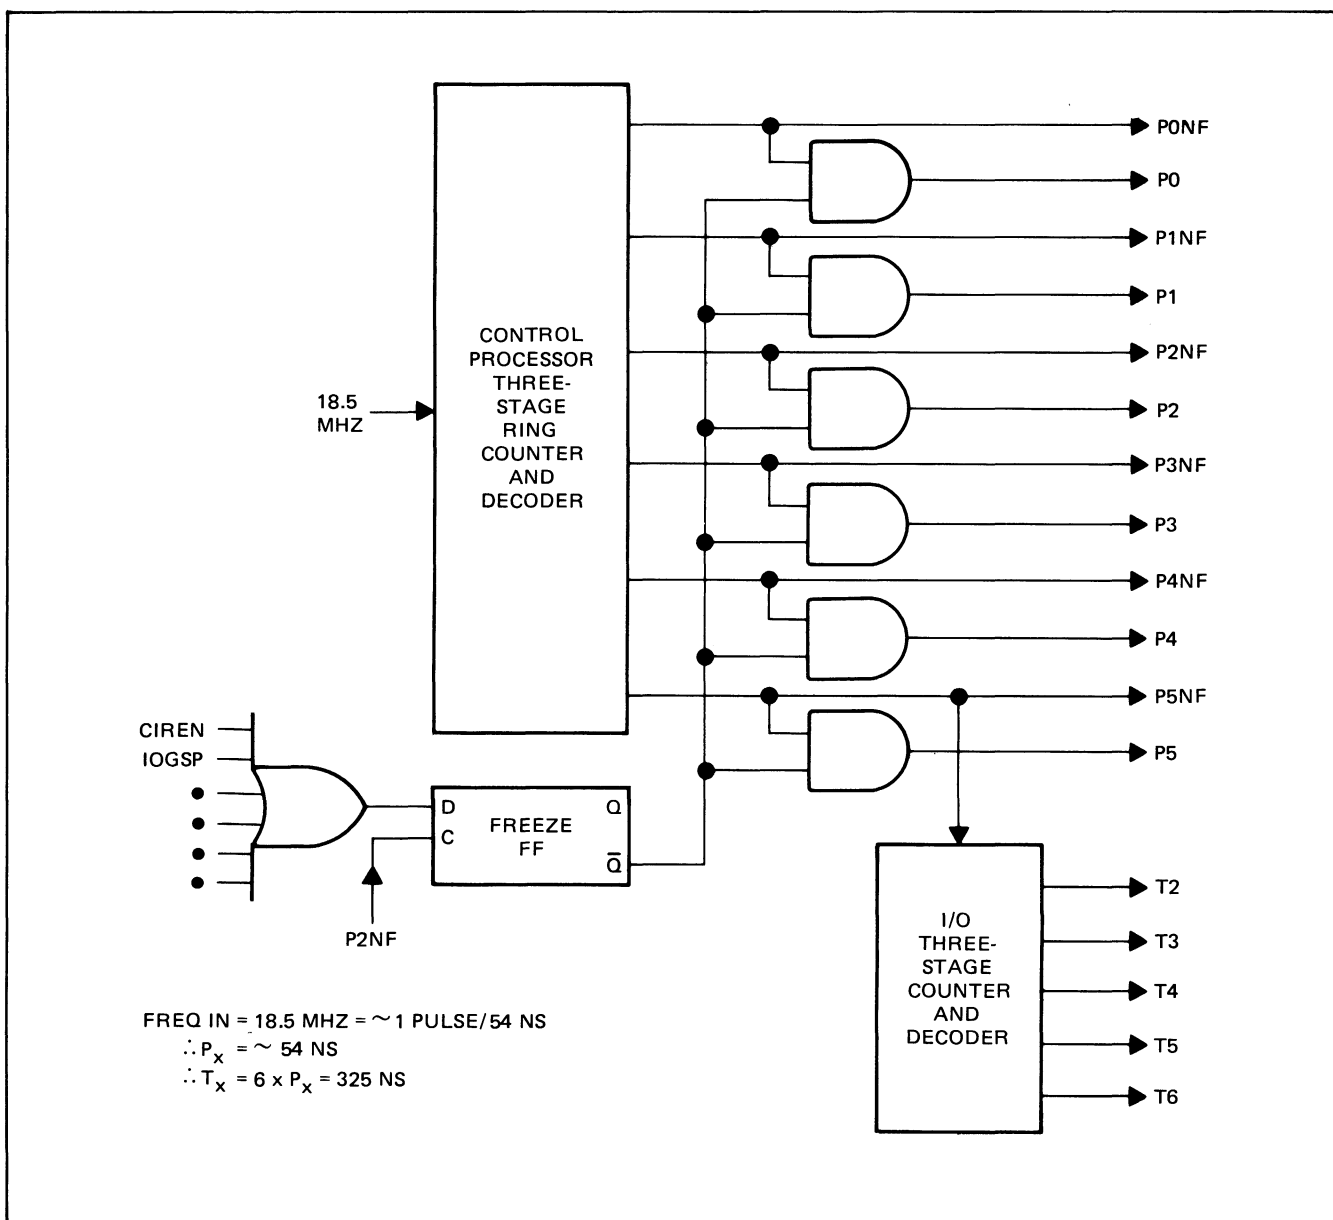 P0NF
P0
P1NF
P1
CONTROL
PROCESSOR
THREE-
STAGE
RING
COUNTER
AND
DECODER
P2NF
18.5
MHZ
P2
P3NF
P3
P4NF
P4
P5NF
P5
CIREN
IOGSP
D
C
Q
Q̅
FREEZE
FF
P2NF
I/O
THREE-
STAGE
COUNTER
AND
DECODER
T2
T3
T4
T5
T6
FREQ IN = 18.5 MHZ = ~ 1 PULSE/54 NS
∴ Px = ~ 54 NS
∴ Tx = 6 x Px = 325 NS